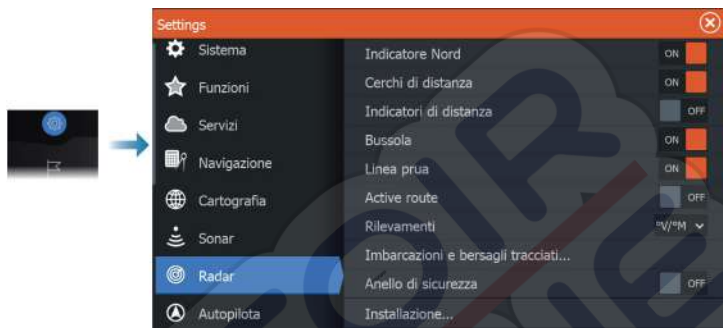 Settings
Sistema
Funzioni
Servizi
Navigazione
Cartografia
Sonar
Radar
Autopilota
Indicatore Nord ON
Cerchi di distanza ON
Indicatori di distanza OFF
Bussola ON
Linea prua ON
Active route OFF
Rilevamenti °V/°M
Imbarcazioni e bersagli tracciati...
Anello di sicurezza OFF
Installazione...